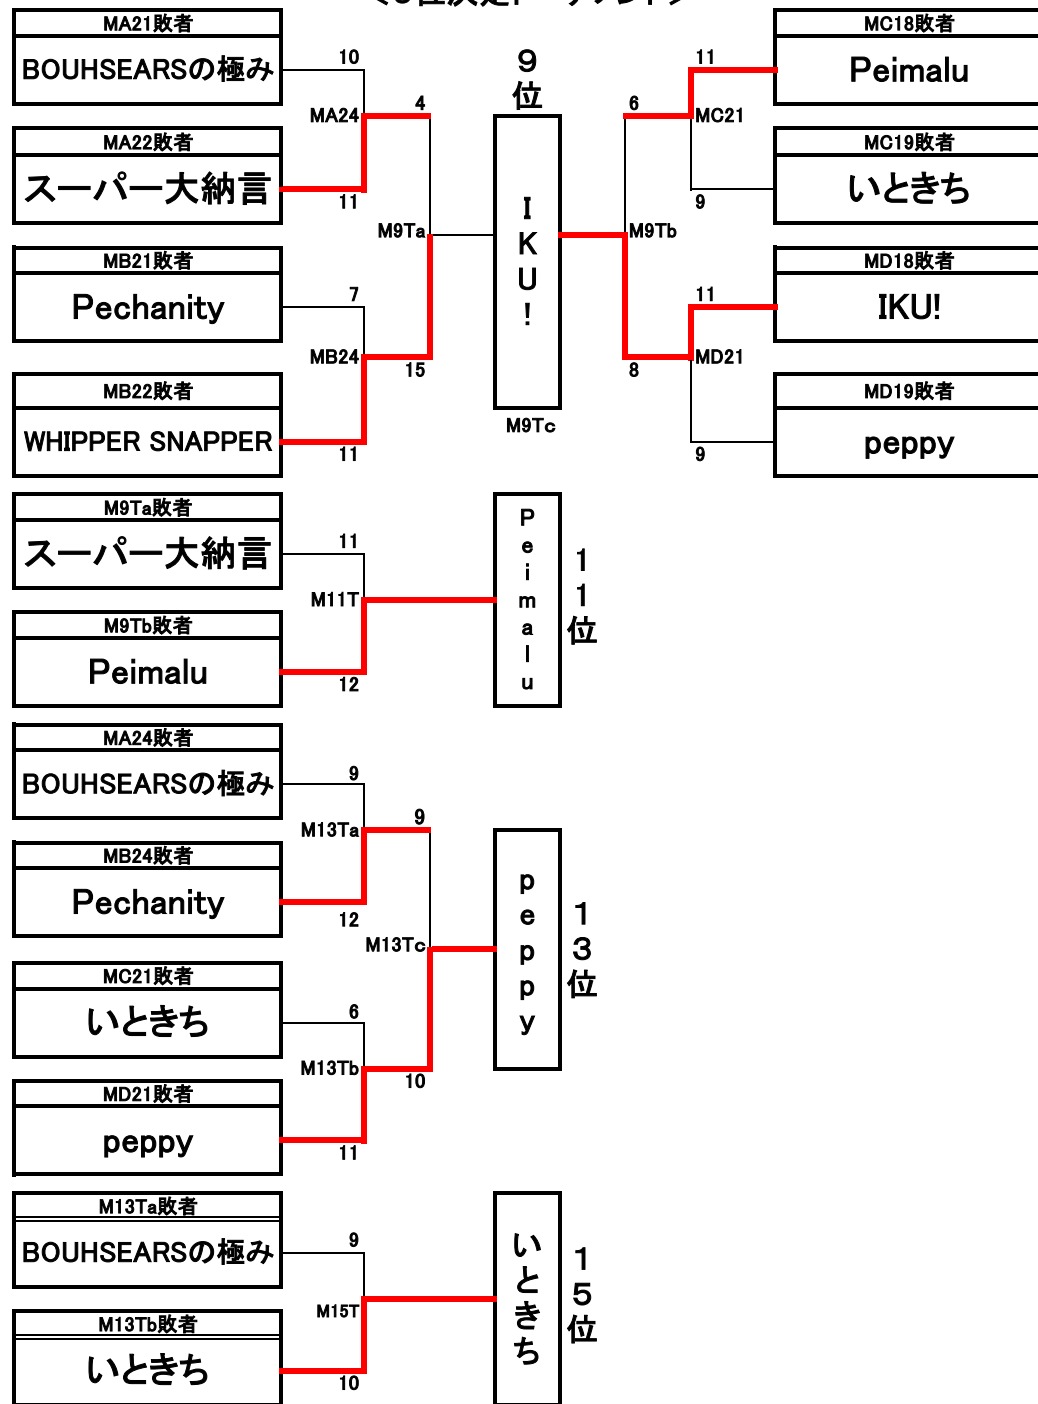 MA21敗者
BOUHSEARSの極み
10
MA24
MA22敗者
スーパー大納言
11
4
M9Ta
MB21敗者
Pechanity
7
MB24
15
MB22敗者
WHIPPER SNAPPER
11
9位
IKU!
M9Tc
MC18敗者
Peimalu
11
6
MC21
MC19敗者
いときち
9
M9Tb
MD18敗者
IKU!
11
8
MD21
MD19敗者
peppy
9
M9Ta敗者
スーパー大納言
11
M11T
M9Tb敗者
Peimalu
12
Peimalu
11位
MA24敗者
BOUHSEARSの極み
9
M13Ta
9
MB24敗者
Pechanity
12
M13Tc
MC21敗者
いときち
6
M13Tb
10
MD21敗者
peppy
11
peppy
13位
M13Ta敗者
BOUHSEARSの極み
9
M15T
M13Tb敗者
いときち
10
いときち
15位